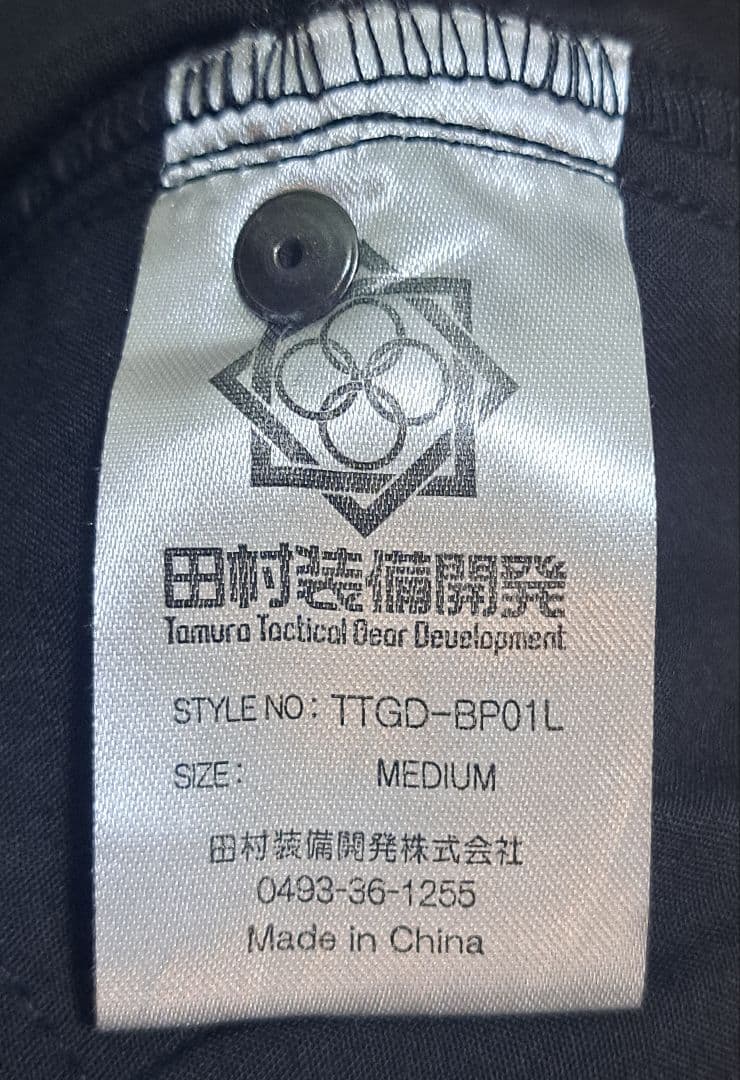 田村装備開発
Tamura Tactical Gear Development
STYLE NO: TTGD-BP01L
SIZE: MEDIUM
田村装備開発株式会社
0493-36-1255
Made in China